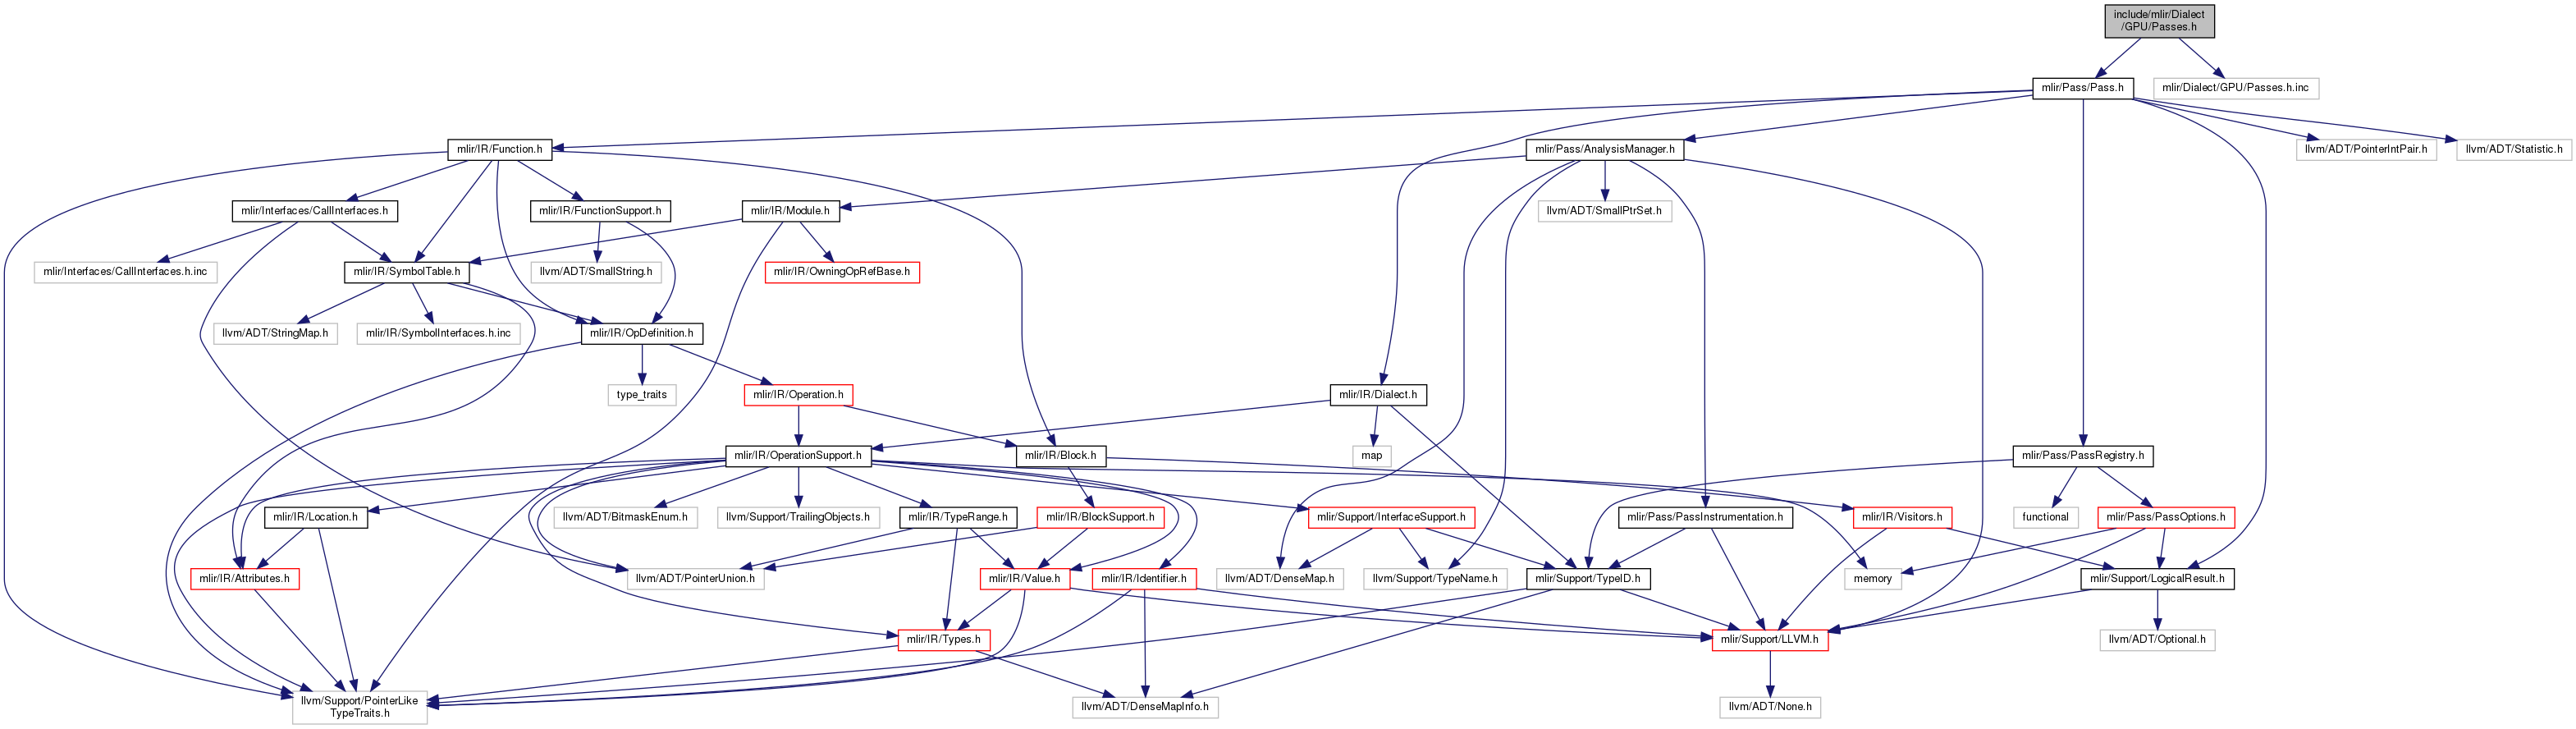 include/mlir/Dialect
/GPU/Passes.h
mlir/Pass/Pass.h
mlir/Dialect/GPU/Passes.h.inc
mlir/IR/Function.h
mlir/Pass/AnalysisManager.h
llvm/ADT/PointerIntPair.h
llvm/ADT/Statistic.h
mlir/Interfaces/CallInterfaces.h
mlir/IR/FunctionSupport.h
mlir/IR/Module.h
llvm/ADT/SmallPtrSet.h
mlir/Interfaces/CallInterfaces.h.inc
mlir/IR/SymbolTable.h
llvm/ADT/SmallString.h
mlir/IR/OwningOpRefBase.h
llvm/ADT/StringMap.h
mlir/IR/SymbolInterfaces.h.inc
mlir/IR/OpDefinition.h
type_traits
mlir/IR/Operation.h
mlir/IR/Dialect.h
mlir/IR/OperationSupport.h
mlir/IR/Block.h
map
mlir/Pass/PassRegistry.h
mlir/IR/Location.h
llvm/ADT/BitmaskEnum.h
llvm/Support/TrailingObjects.h
mlir/IR/TypeRange.h
mlir/IR/BlockSupport.h
mlir/Support/InterfaceSupport.h
mlir/Pass/PassInstrumentation.h
mlir/IR/Visitors.h
functional
mlir/Pass/PassOptions.h
mlir/IR/Attributes.h
llvm/ADT/PointerUnion.h
mlir/IR/Value.h
mlir/IR/Identifier.h
llvm/ADT/DenseMap.h
llvm/Support/TypeName.h
mlir/Support/TypeID.h
memory
mlir/Support/LogicalResult.h
mlir/IR/Types.h
mlir/Support/LLVM.h
llvm/ADT/Optional.h
llvm/Support/PointerLike
TypeTraits.h
llvm/ADT/DenseMapInfo.h
llvm/ADT/None.h